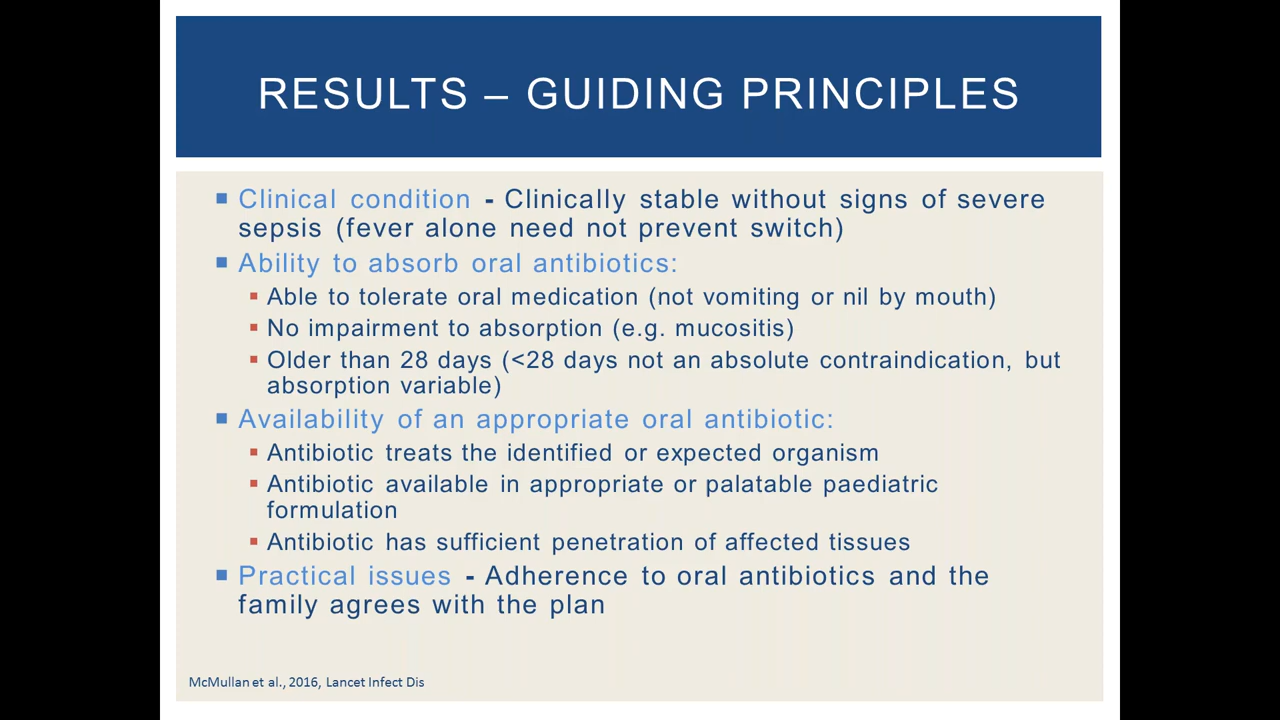 RESULTS – GUIDING PRINCIPLES
Clinical condition - Clinically stable without signs of severe
sepsis (fever alone need not prevent switch)
Ability to absorb oral antibiotics:
Able to tolerate oral medication (not vomiting or nil by mouth)
No impairment to absorption (e.g. mucositis)
Older than 28 days (<28 days not an absolute contraindication, but
absorption variable)
Availability of an appropriate oral antibiotic:
Antibiotic treats the identified or expected organism
Antibiotic available in appropriate or palatable paediatric
formulation
Antibiotic has sufficient penetration of affected tissues
Practical issues - Adherence to oral antibiotics and the
family agrees with the plan
McMullan et al., 2016, Lancet Infect Dis